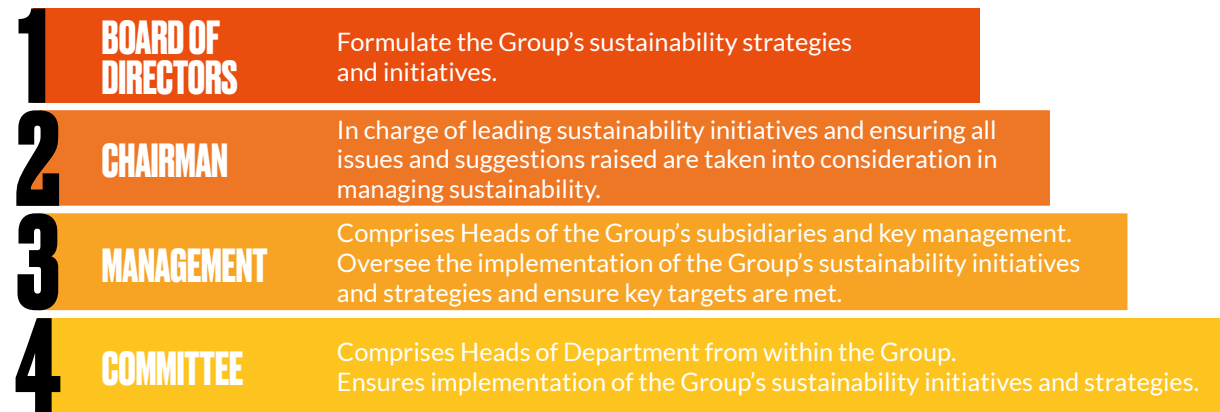 1
BOARD OF
DIRECTORS
Formulate the Group’s sustainability strategies
and initiatives.
2
CHAIRMAN
In charge of leading sustainability initiatives and ensuring all
issues and suggestions raised are taken into consideration in
managing sustainability.
3
MANAGEMENT
Comprises Heads of the Group’s subsidiaries and key management.
Oversee the implementation of the Group’s sustainability initiatives
and strategies and ensure key targets are met.
4
COMMITTEE
Comprises Heads of Department from within the Group.
Ensures implementation of the Group’s sustainability initiatives and strategies.